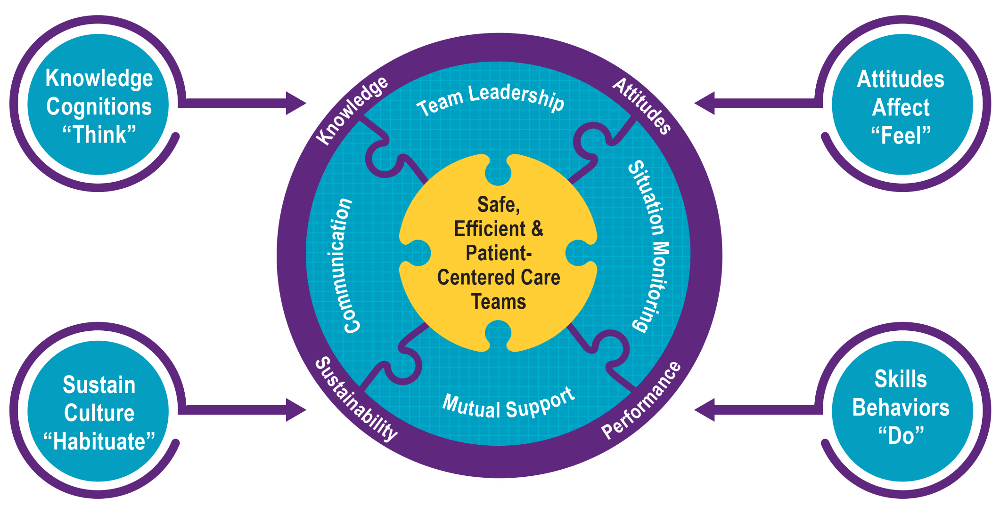 Knowledge
Cognitions
“Think”
Attitudes
Affect
“Feel”
Knowledge
Attitudes
Team Leadership
Communication
Situation Monitoring
Safe,
Efficient &
Patient-
Centered Care
Teams
Mutual Support
Sustainability
Performance
Sustain
Culture
“Habituate”
Skills
Behaviors
“Do”